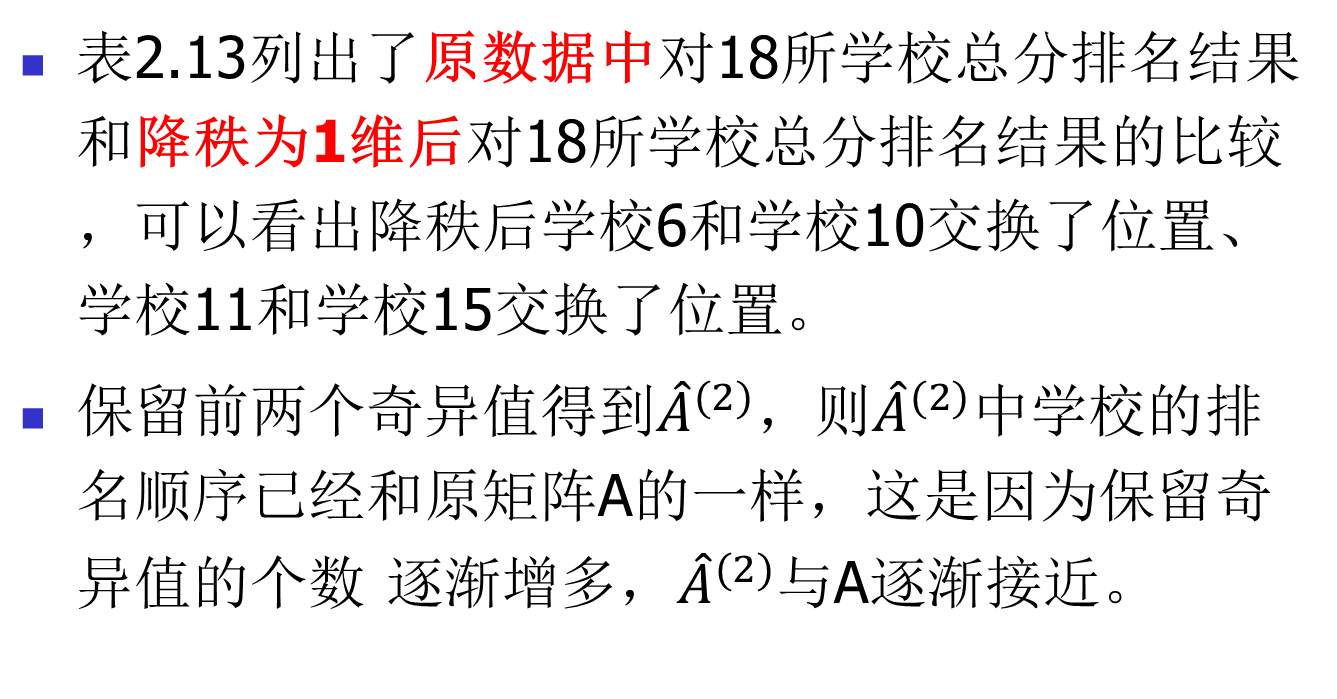 表2.13列出了原数据中对18所学校总分排名结果
和降秩为1维后对18所学校总分排名结果的比较
，可以看出降秩后学校6和学校10交换了位置、
学校11和学校15交换了位置。
保留前两个奇异值得到Â⁽²⁾，则Â⁽²⁾中学校的排
名顺序已经和原矩阵A的一样，这是因为保留奇
异值的个数 逐渐增多，Â⁽²⁾与A逐渐接近。